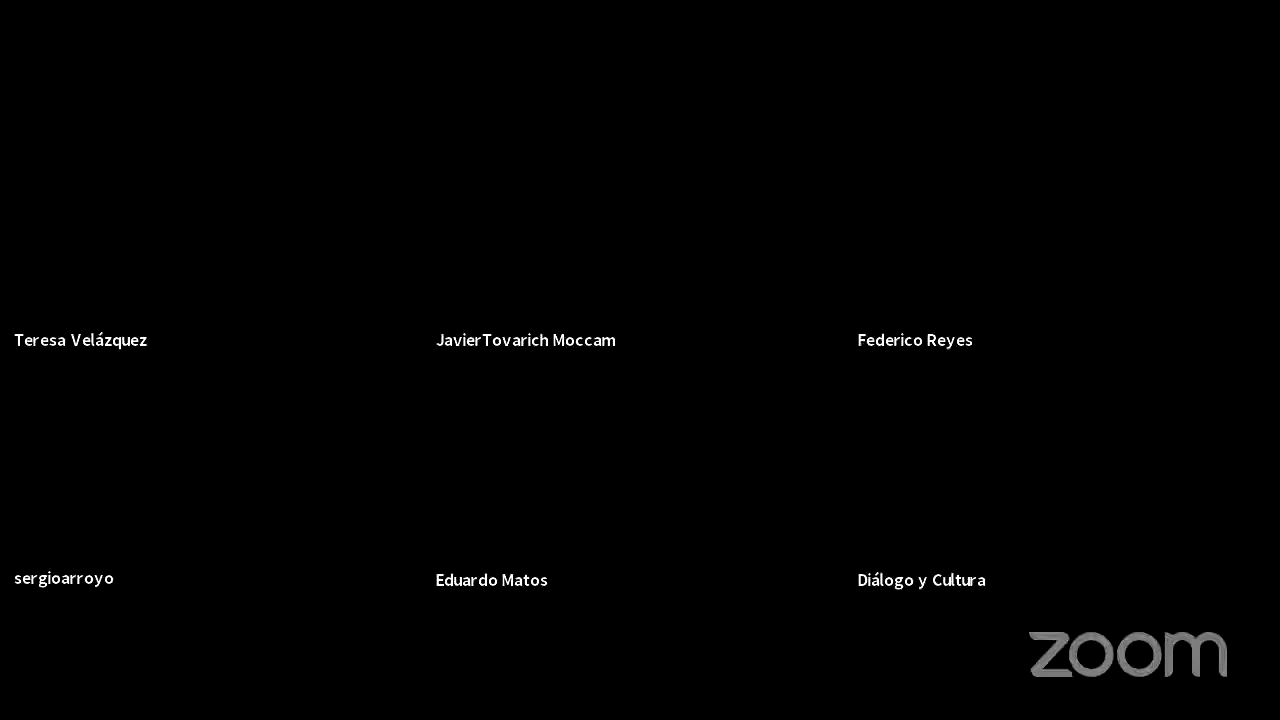 Teresa Velázquez
JavierTovarich Moccam
Federico Reyes
sergioarroyo
Eduardo Matos
Diálogo y Cultura
zoom